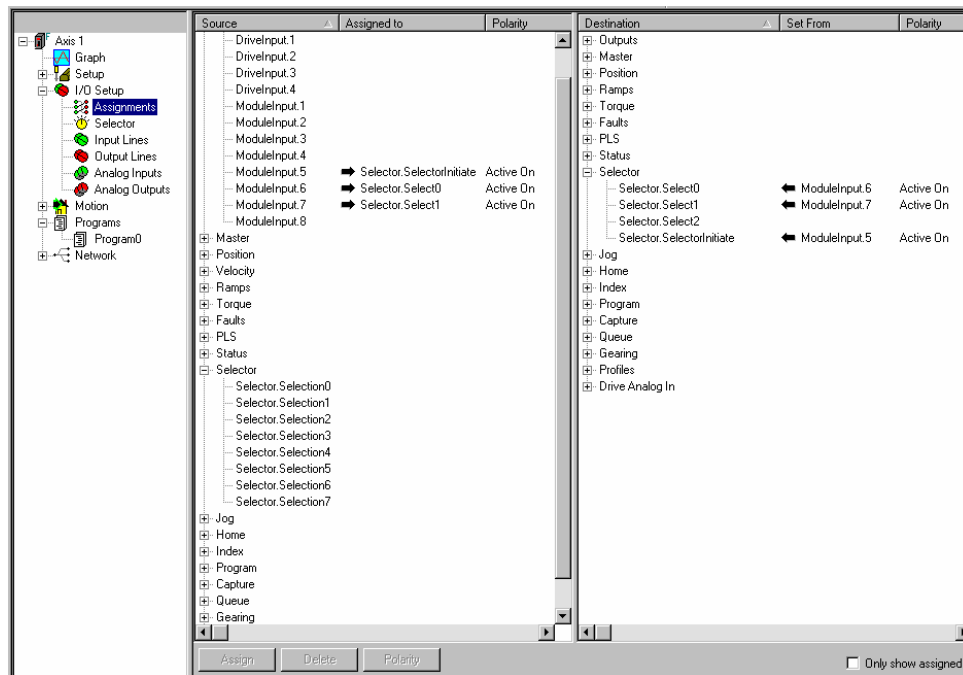 Axis 1
Graph
Setup
I/O Setup
Assignments
Selector
Input Lines
Output Lines
Analog Inputs
Analog Outputs
Motion
Programs
Program0
Network
Source Assigned to Polarity
DriveInput.1
DriveInput.2
DriveInput.3
DriveInput.4
ModuleInput.1
ModuleInput.2
ModuleInput.3
ModuleInput.4
ModuleInput.5 Selector.SelectorInitiate Active On
ModuleInput.6 Selector.Select0 Active On
ModuleInput.7 Selector.Select1 Active On
ModuleInput.8
Master
Position
Velocity
Ramps
Torque
Faults
PLS
Status
Selector
Selector.Selection0
Selector.Selection1
Selector.Selection2
Selector.Selection3
Selector.Selection4
Selector.Selection5
Selector.Selection6
Selector.Selection7
Jog
Home
Index
Program
Capture
Queue
Gearing
Destination Set From Polarity
Outputs
Master
Position
Ramps
Torque
Faults
PLS
Status
Selector
Selector.Select0 ModuleInput.6 Active On
Selector.Select1 ModuleInput.7 Active On
Selector.Select2
Selector.SelectorInitiate ModuleInput.5 Active On
Jog
Home
Index
Program
Capture
Queue
Gearing
Profiles
Drive Analog In
Assign Delete Polarity
Only show assigned